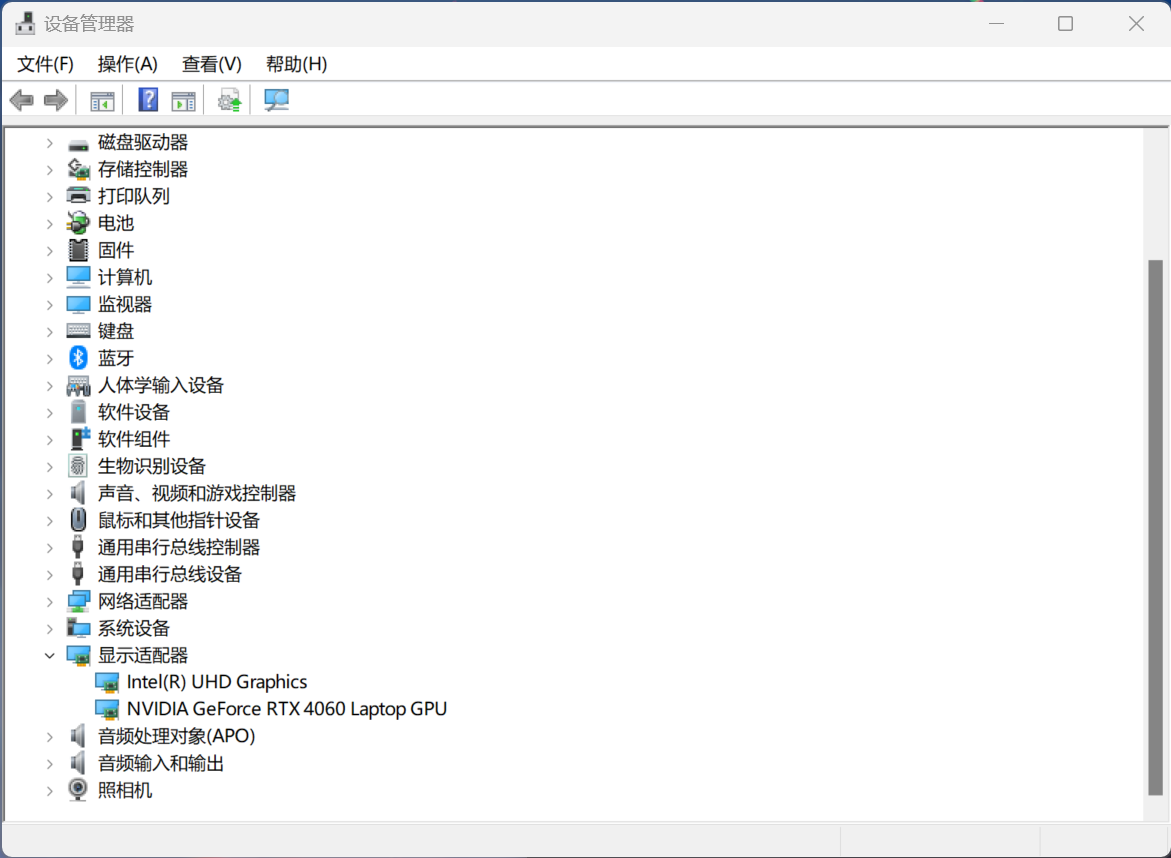 设备管理器
文件(F) 操作(A) 查看(V) 帮助(H)
磁盘驱动器
存储控制器
打印队列
电池
固件
计算机
监视器
键盘
蓝牙
人体学输入设备
软件设备
软件组件
生物识别设备
声音、视频和游戏控制器
鼠标和其他指针设备
通用串行总线控制器
通用串行总线设备
网络适配器
系统设备
显示适配器
Intel(R) UHD Graphics
NVIDIA GeForce RTX 4060 Laptop GPU
音频处理对象(APO)
音频输入和输出
照相机